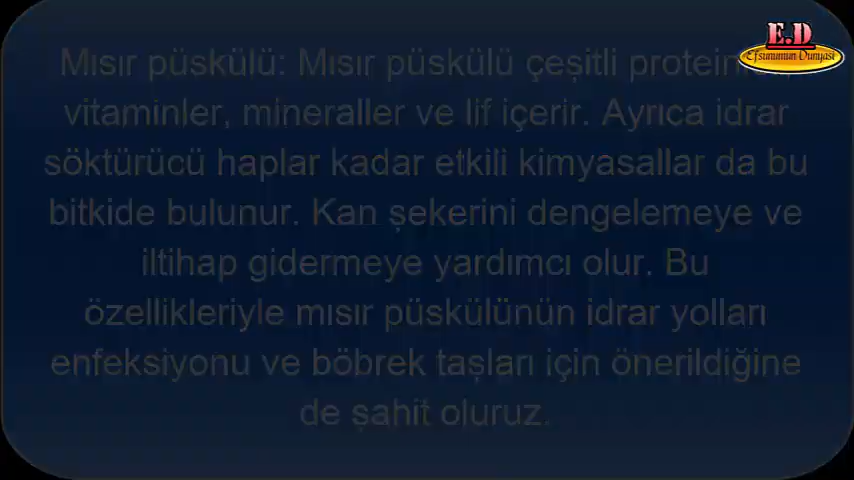 E.D
Efsununun Dünyası
Mısır püskülü: Mısır püskülü çeşitli
vitaminler, mineraller ve lif içerir. Ayrıca idrar
söktürücü haplar kadar etkili kimyasallar da bu
bitkide bulunur. Kan şekerini dengelemeye ve
iltihap gidermeye yardımcı olur. Bu
özellikleriyle mısır püskülünün idrar yolları
enfeksiyonu ve böbrek taşları için önerildiğine
de şahit oluruz.